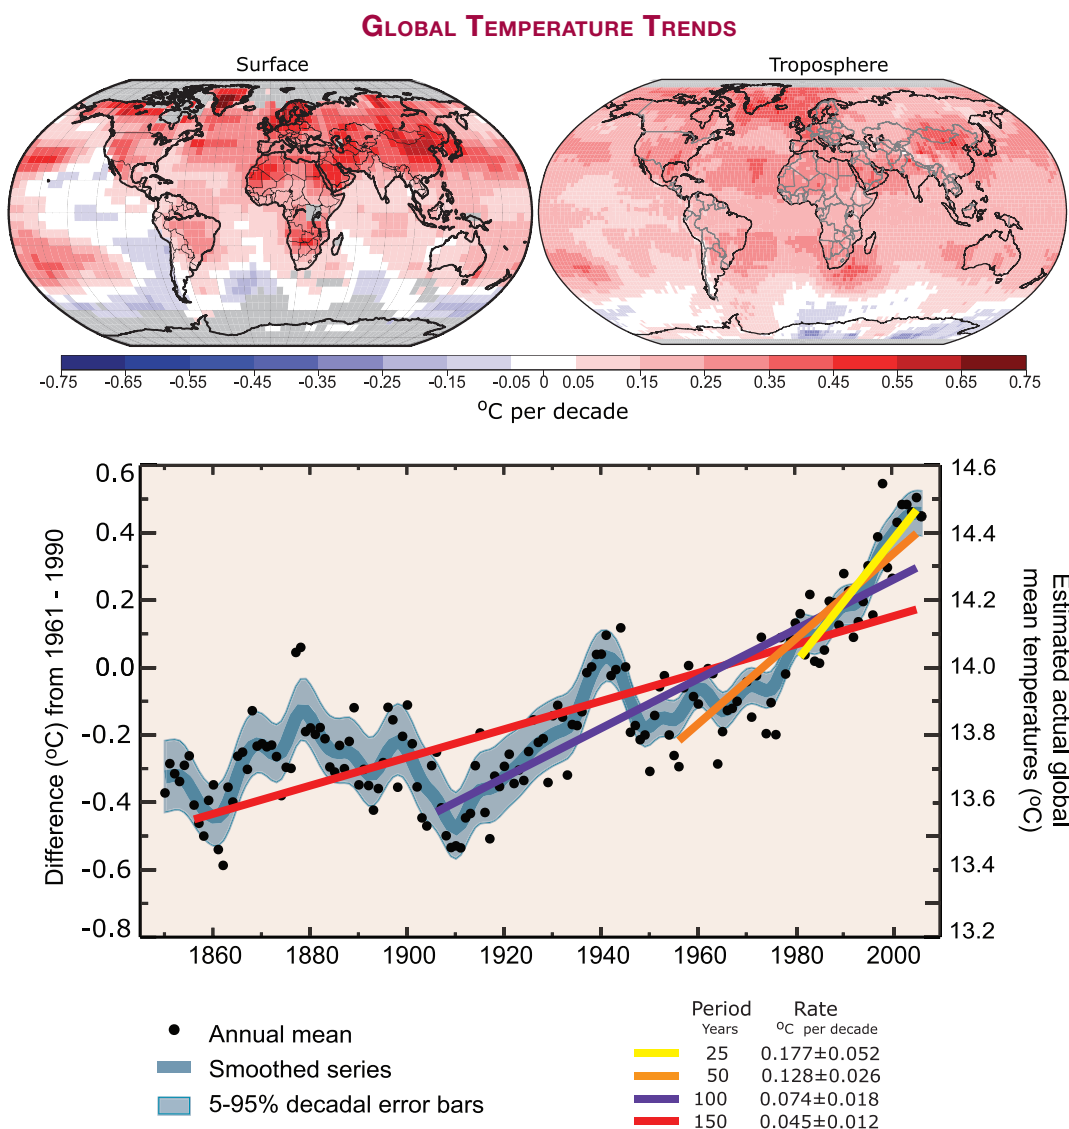 GLOBAL TEMPERATURE TRENDS
Surface
Troposphere
-0.75 -0.65 -0.55 -0.45 -0.35 -0.25 -0.15 -0.05 0 0.05 0.15 0.25 0.35 0.45 0.55 0.65 0.75
ºC per decade
Difference (ºC) from 1961 - 1990
0.6
0.4
0.2
0.0
-0.2
-0.4
-0.6
-0.8
14.6
14.4
14.2
14.0
13.8
13.6
13.4
13.2
Estimated actual global
mean temperatures (ºC)
1860 1880 1900 1920 1940 1960 1980 2000
Annual mean
Smoothed series
5-95% decadal error bars
Period Rate
Years ºC per decade
25 0.177±0.052
50 0.128±0.026
100 0.074±0.018
150 0.045±0.012